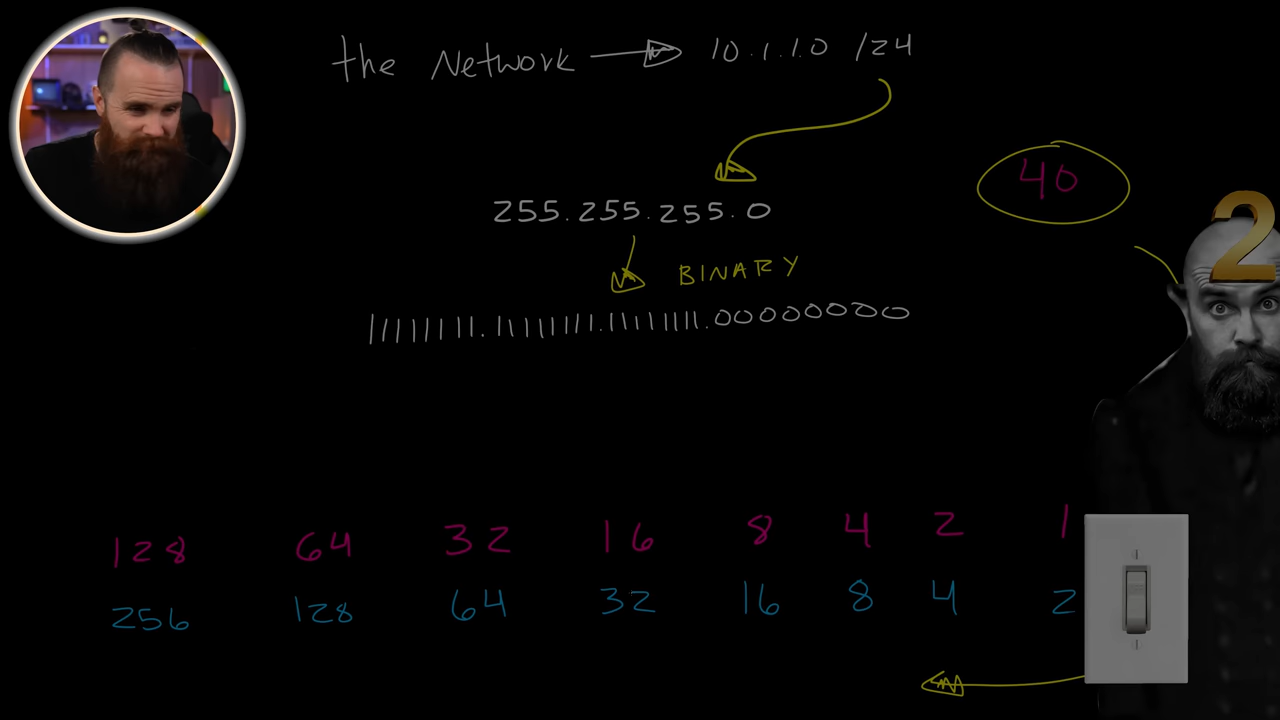 the Network 10.1.1.0 /24
40
255.255.255.0
2
BINARY
11111111.11111111.11111111.00000000
128 64 32 16 8 4 2 1
256 128 64 32 16 8 4 2